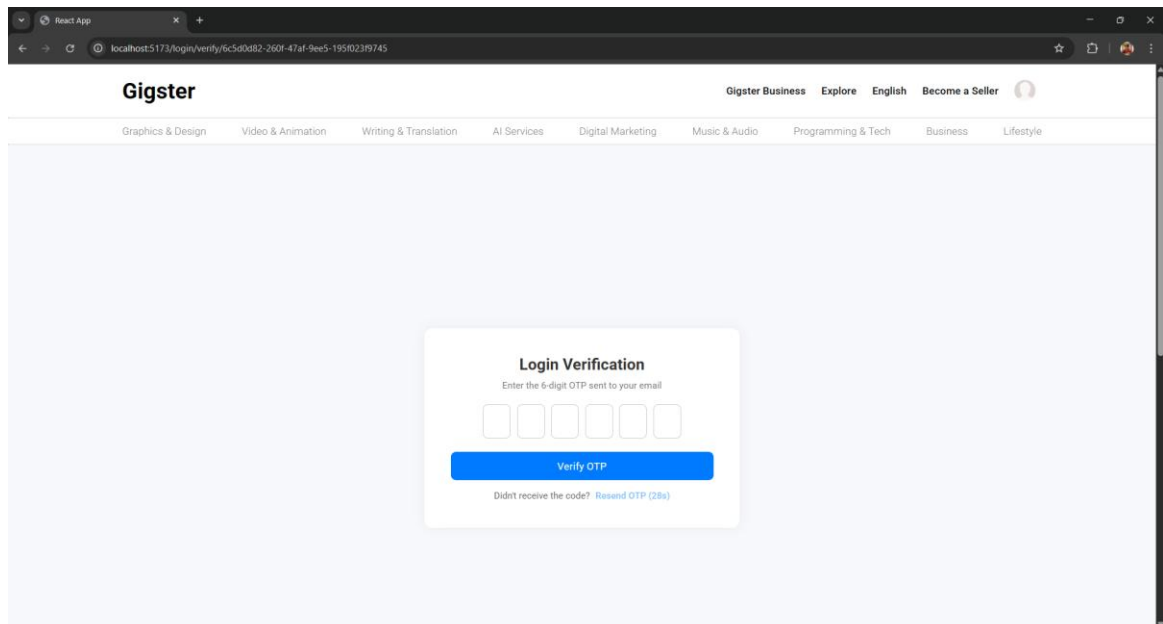 React App
localhost:5173/login/verify/6c5d0d82-260f-47af-9ee5-195f023f9745
Gigster
Gigster Business Explore English Become a Seller
Graphics & Design Video & Animation Writing & Translation AI Services Digital Marketing Music & Audio Programming & Tech Business Lifestyle
Login Verification
Enter the 6-digit OTP sent to your email
Verify OTP
Didn't receive the code? Resend OTP (28s)